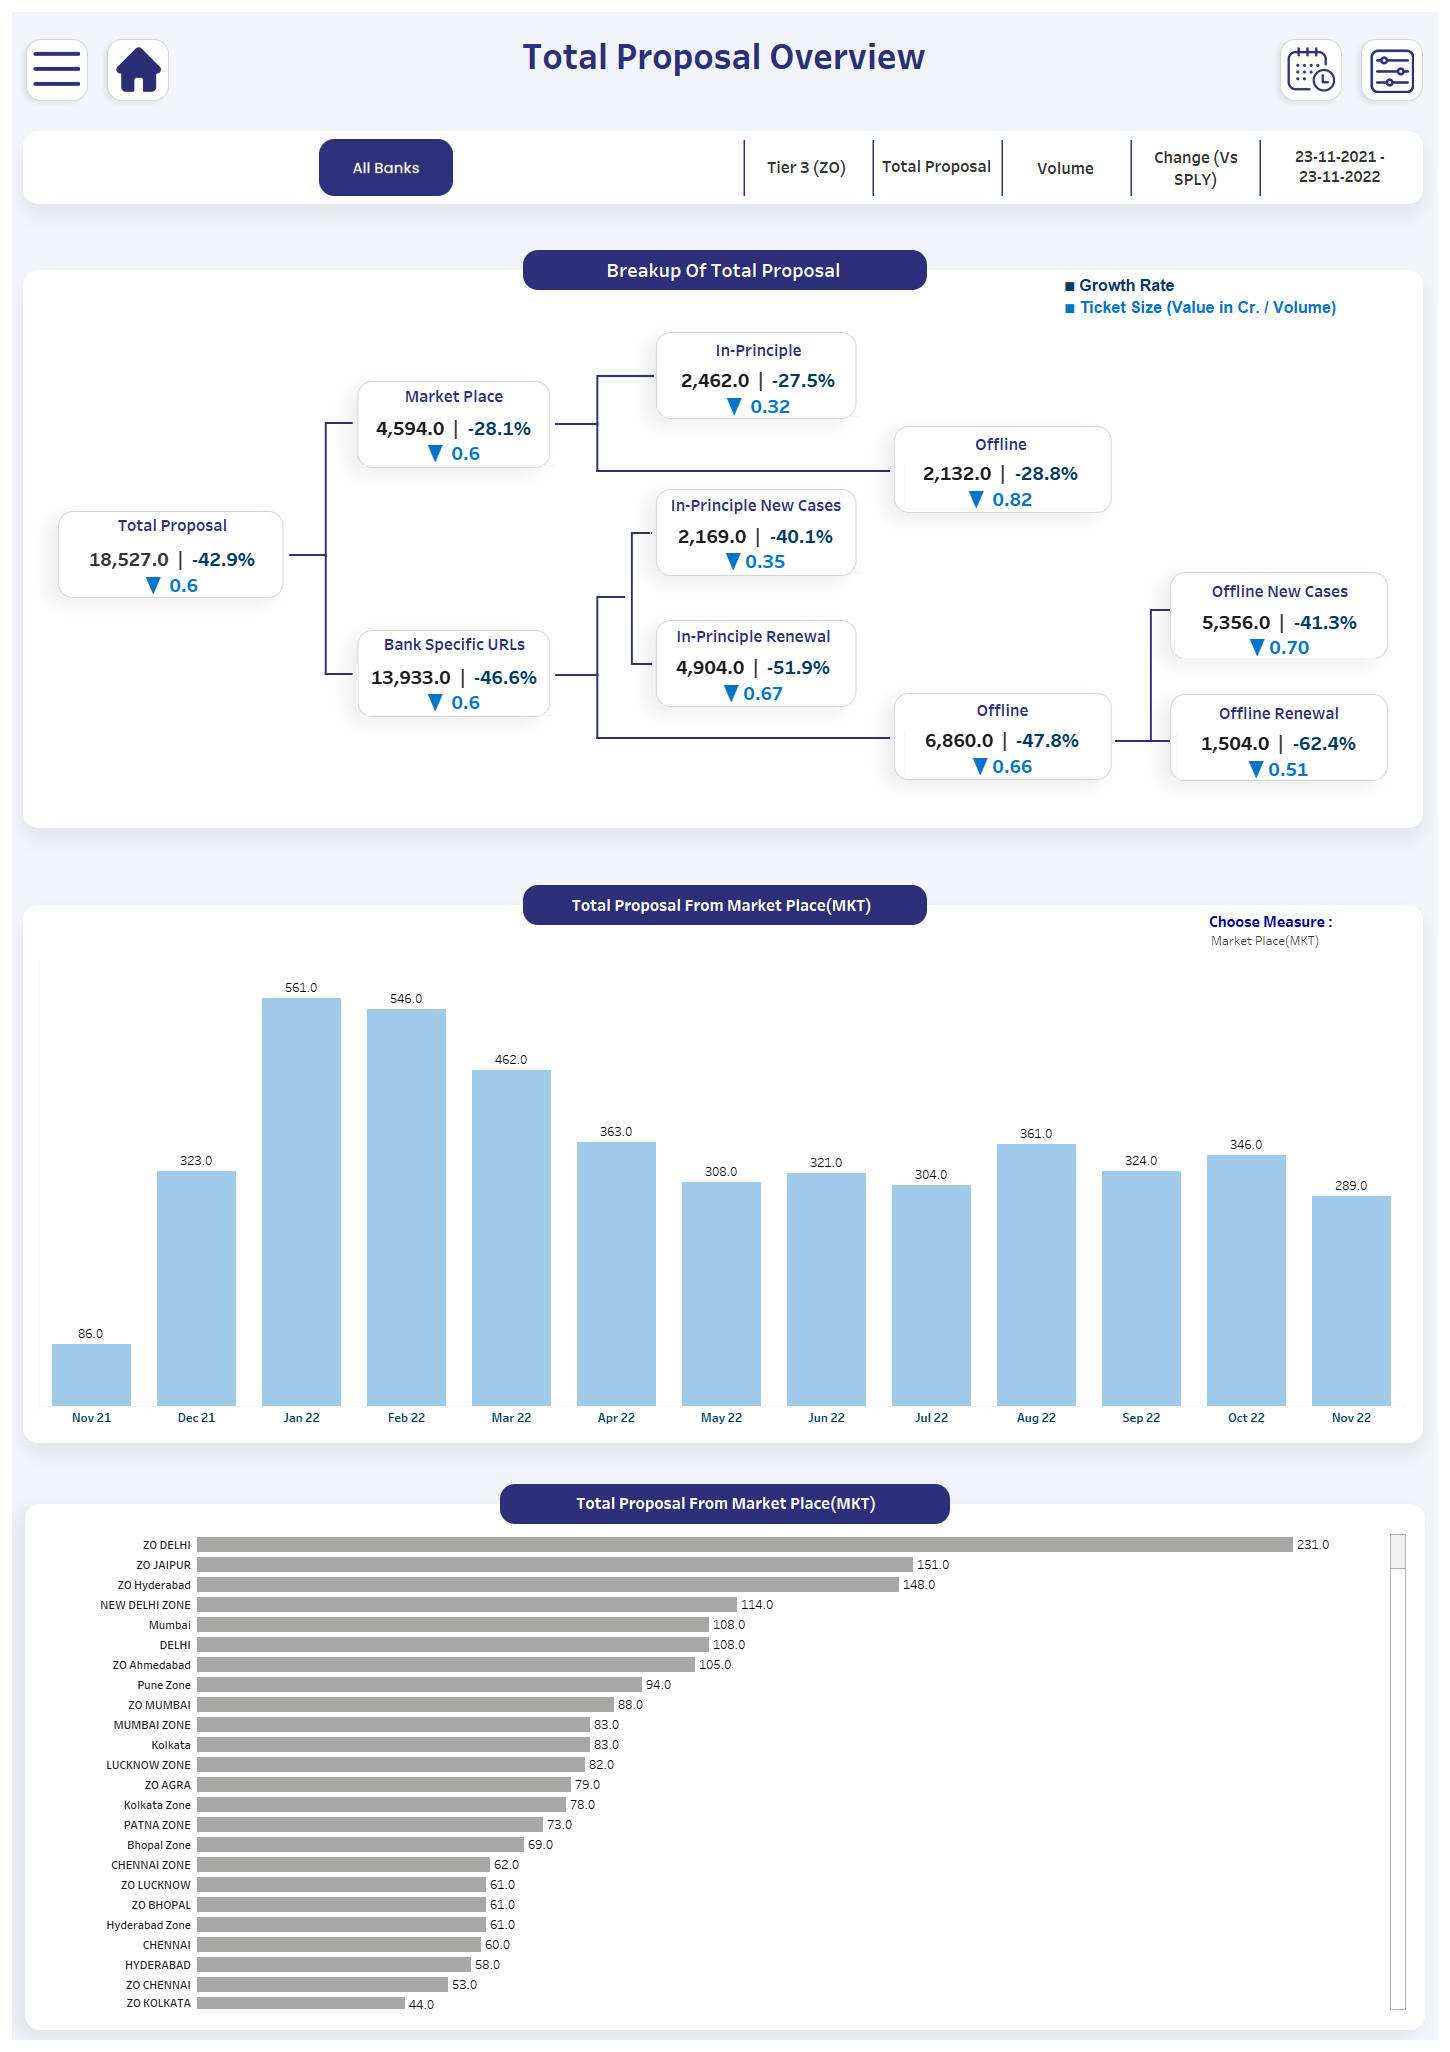 Total Proposal Overview
All Banks
Tier 3 (ZO)
Total Proposal
Volume
Change (Vs
SPLY)
23-11-2021 -
23-11-2022
Breakup Of Total Proposal
■ Growth Rate
■ Ticket Size (Value in Cr. / Volume)
In-Principle
2,462.0 | -27.5%
▼ 0.32
Market Place
4,594.0 | -28.1%
▼ 0.6
Offline
2,132.0 | -28.8%
▼ 0.82
In-Principle New Cases
2,169.0 | -40.1%
▼ 0.35
Total Proposal
18,527.0 | -42.9%
▼ 0.6
Offline New Cases
5,356.0 | -41.3%
▼ 0.70
In-Principle Renewal
4,904.0 | -51.9%
▼ 0.67
Bank Specific URLs
13,933.0 | -46.6%
▼ 0.6
Offline
6,860.0 | -47.8%
▼ 0.66
Offline Renewal
1,504.0 | -62.4%
▼ 0.51
Total Proposal From Market Place(MKT)
Choose Measure :
Market Place(MKT)
86.0
323.0
561.0
546.0
462.0
363.0
308.0
321.0
304.0
361.0
324.0
346.0
289.0
Nov 21
Dec 21
Jan 22
Feb 22
Mar 22
Apr 22
May 22
Jun 22
Jul 22
Aug 22
Sep 22
Oct 22
Nov 22
Total Proposal From Market Place(MKT)
ZO DELHI 231.0
ZO JAIPUR 151.0
ZO Hyderabad 148.0
NEW DELHI ZONE 114.0
Mumbai 108.0
DELHI 108.0
ZO Ahmedabad 105.0
Pune Zone 94.0
ZO MUMBAI 88.0
MUMBAI ZONE 83.0
Kolkata 83.0
LUCKNOW ZONE 82.0
ZO AGRA 79.0
Kolkata Zone 78.0
PATNA ZONE 73.0
Bhopal Zone 69.0
CHENNAI ZONE 62.0
ZO LUCKNOW 61.0
ZO BHOPAL 61.0
Hyderabad Zone 61.0
CHENNAI 60.0
HYDERABAD 58.0
ZO CHENNAI 53.0
ZO KOLKATA 44.0